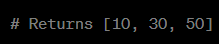 # Returns [10, 30, 50]